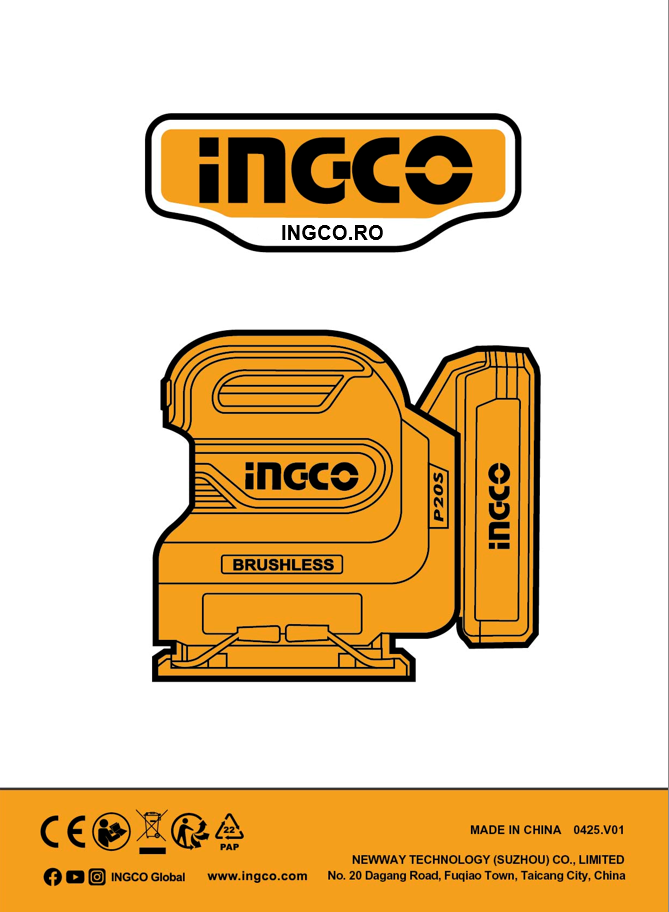 INGCO
INGCO.RO
INGCO
P20S
INGCO
BRUSHLESS
CE
22
PAP
MADE IN CHINA 0425.V01
NEWWAY TECHNOLOGY (SUZHOU) CO., LIMITED
INGCO Global www.ingco.com No. 20 Dagang Road, Fuqiao Town, Taicang City, China